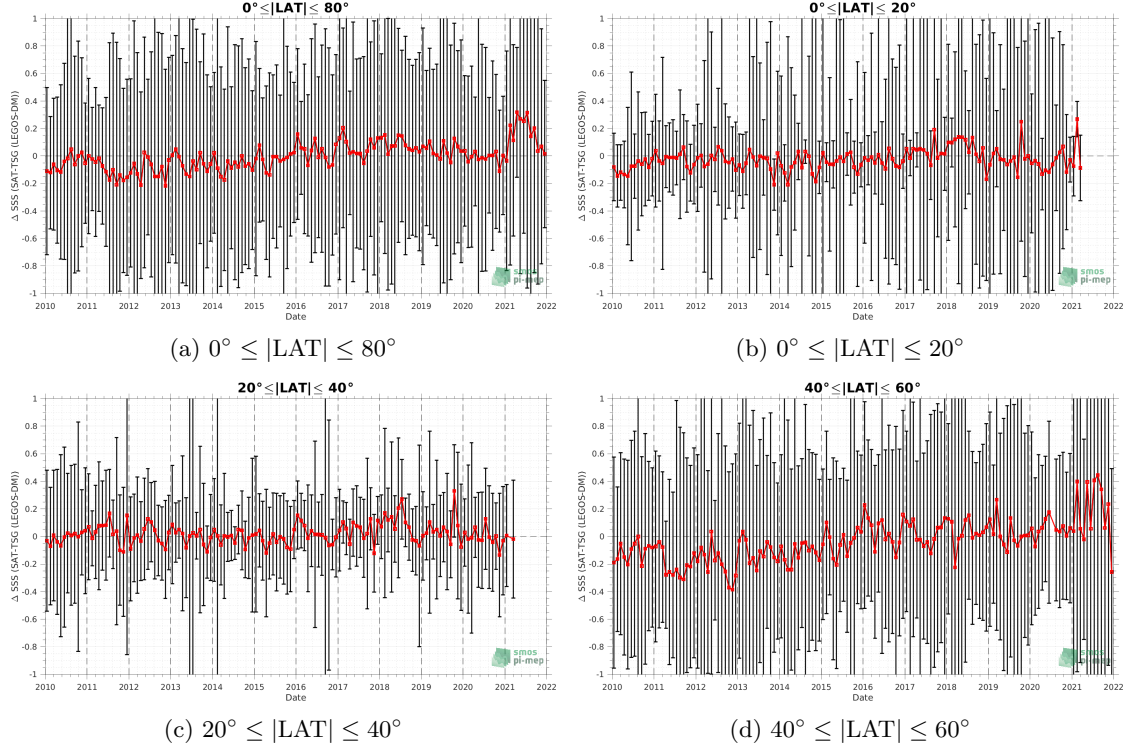 0°≤|LAT|≤ 80°
Δ SSS (SAT-TSG (LEGOS-DM))
1
0.8
0.6
0.4
0.2
0
-0.2
-0.4
-0.6
-0.8
-1
smos
pi-mep
2010 2011 2012 2013 2014 2015 2016 2017 2018 2019 2020 2021 2022
Date
(a) 0° ≤ |LAT| ≤ 80°
0°≤|LAT|≤ 20°
Δ SSS (SAT-TSG (LEGOS-DM))
1
0.8
0.6
0.4
0.2
0
-0.2
-0.4
-0.6
-0.8
-1
smos
pi-mep
2010 2011 2012 2013 2014 2015 2016 2017 2018 2019 2020 2021 2022
Date
(b) 0° ≤ |LAT| ≤ 20°
20°≤|LAT|≤ 40°
Δ SSS (SAT-TSG (LEGOS-DM))
1
0.8
0.6
0.4
0.2
0
-0.2
-0.4
-0.6
-0.8
-1
smos
pi-mep
2010 2011 2012 2013 2014 2015 2016 2017 2018 2019 2020 2021 2022
Date
(c) 20° ≤ |LAT| ≤ 40°
40°≤|LAT|≤ 60°
Δ SSS (SAT-TSG (LEGOS-DM))
1
0.8
0.6
0.4
0.2
0
-0.2
-0.4
-0.6
-0.8
-1
smos
pi-mep
2010 2011 2012 2013 2014 2015 2016 2017 2018 2019 2020 2021 2022
Date
(d) 40° ≤ |LAT| ≤ 60°